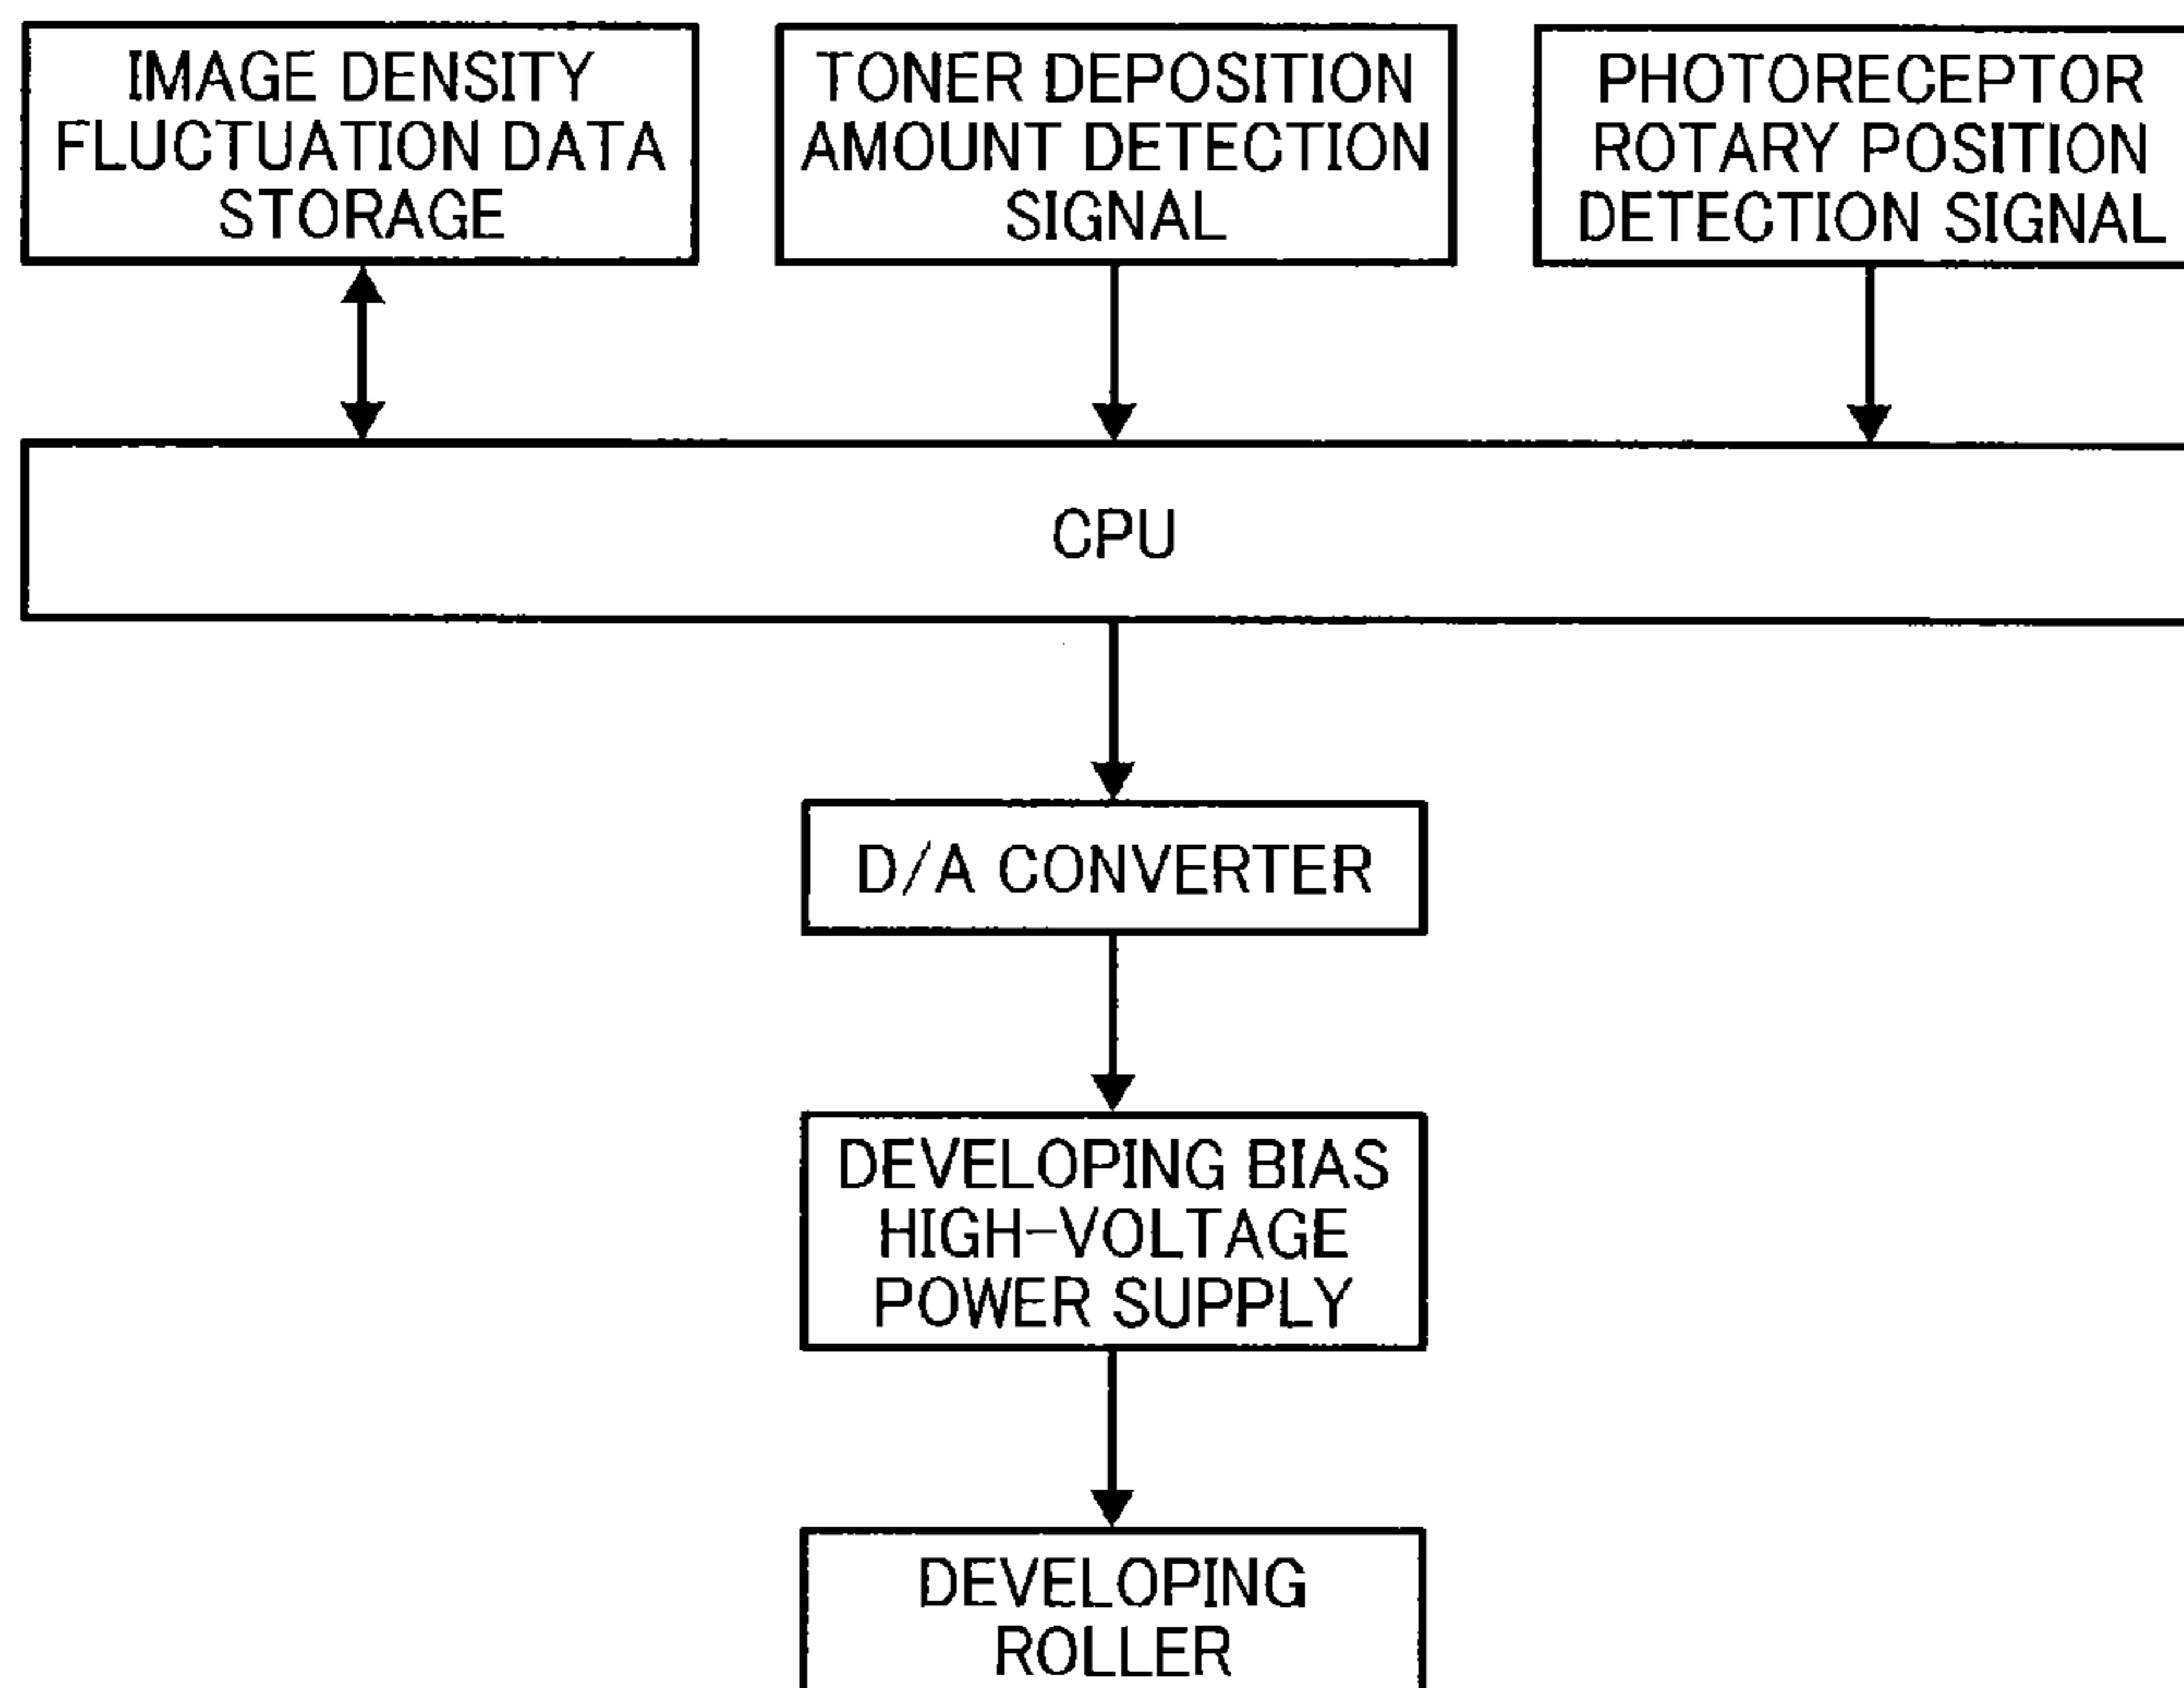 IMAGE DENSITY
FLUCTUATION DATA
STORAGE
TONER DEPOSITION
AMOUNT DETECTION
SIGNAL
PHOTORECEPTOR
ROTARY POSITION
DETECTION SIGNAL
CPU
D/A CONVERTER
DEVELOPING BIAS
HIGH-VOLTAGE
POWER SUPPLY
DEVELOPING
ROLLER